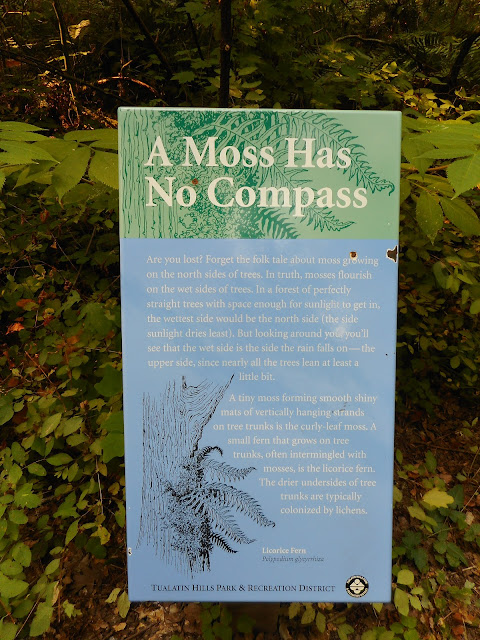 A Moss Has
No Compass
Are you lost? Forget the folk tale about moss growing
on the north sides of trees. In truth, mosses flourish
on the wet sides of trees. In a forest of perfectly
straight trees with space enough for sunlight to get in,
the wettest side would be the north side (the side
sunlight dries least). But looking around you, you'll
see that the wet side is the side the rain falls on—the
upper side, since nearly all the trees lean at least a
little bit.
A tiny moss forming smooth shiny
mats of vertically hanging strands
on tree trunks is the curly-leaf moss. A
small fern that grows on tree
trunks, often intermingled with
mosses, is the licorice fern.
The drier undersides of tree
trunks are typically
colonized by lichens.
Licorice Fern
Tualatin Hills Park & Recreation District